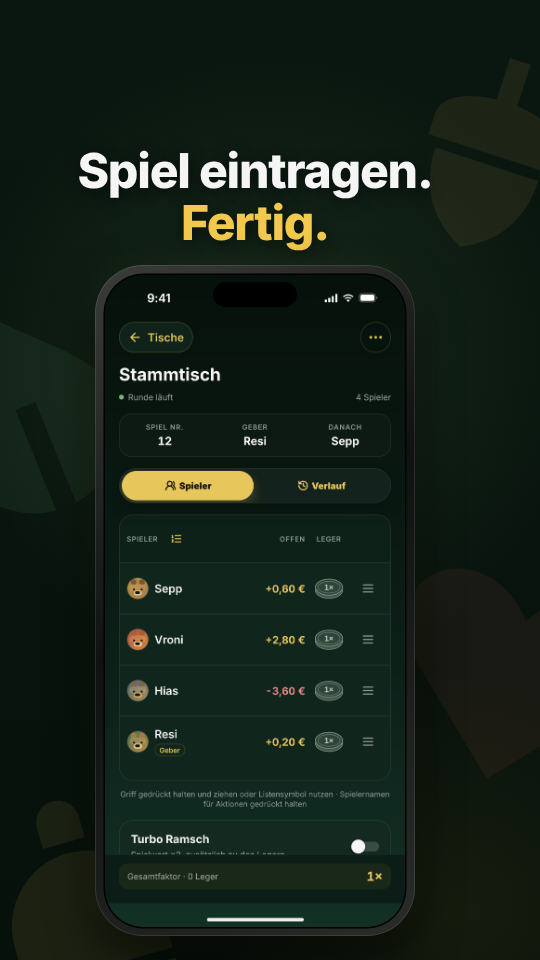 Spiel eintragen.
Fertig.
9:41
← Tische
Stammtisch
Runde läuft
4 Spieler
SPIEL NR.
GEBER
DANACH
12
Resi
Sepp
Spieler
Verlauf
SPIELER
OFFEN
LEGER
Sepp
+0,60 €
1×
Vroni
+2,80 €
1×
Hias
-3,60 €
1×
Resi
Geber
+0,20 €
1×
Griff gedrückt halten und ziehen oder Listensymbol nutzen · Spielernamen
für Aktionen gedrückt halten
Turbo Ramsch
Gesamtfaktor · 0 Leger
1×